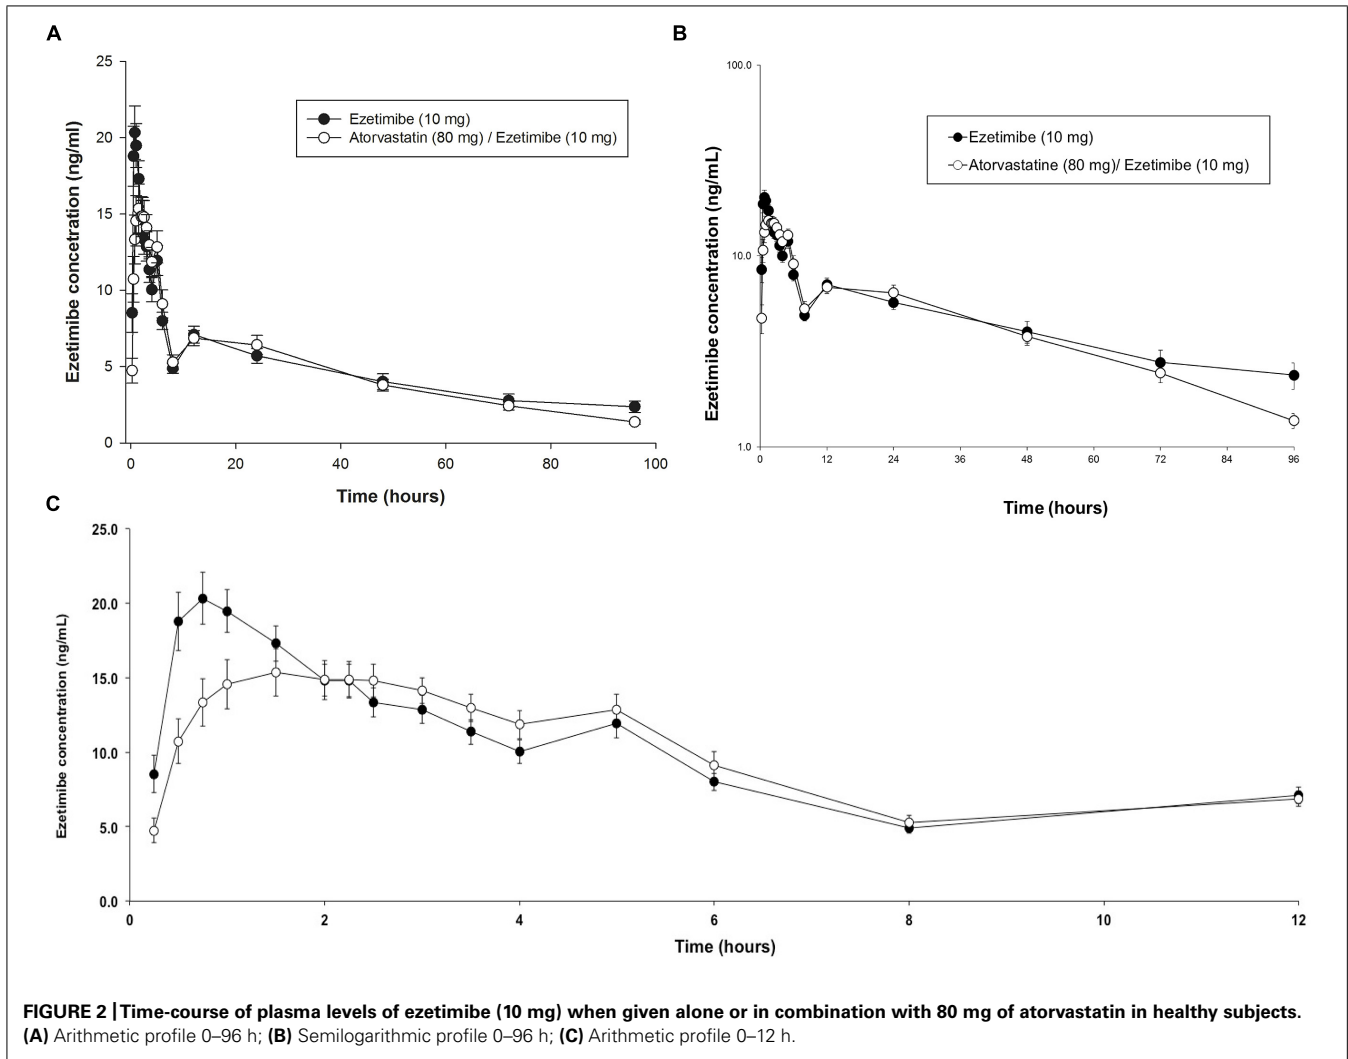 A
25
20
15
10
5
0
0 20 40 60 80 100
Ezetimibe concetration (ng/ml)
Time (hours)
Ezetimibe (10 mg)
Atorvastatin (80 mg) / Ezetimibe (10 mg)
B
100.0
10.0
1.0
0 12 24 36 48 60 72 84 96
Ezetimibe concentration (ng/mL)
Time (hours)
Ezetimibe (10 mg)
Atorvastatine (80 mg)/ Ezetimibe (10 mg)
C
25.0
20.0
15.0
10.0
5.0
0.0
0 2 4 6 8 10 12
Ezetimibe concentration (ng/mL)
Time (hours)
FIGURE 2 | Time-course of plasma levels of ezetimibe (10 mg) when given alone or in combination with 80 mg of atorvastatin in healthy subjects.
(A) Arithmetic profile 0–96 h; (B) Semilogarithmic profile 0–96 h; (C) Arithmetic profile 0–12 h.